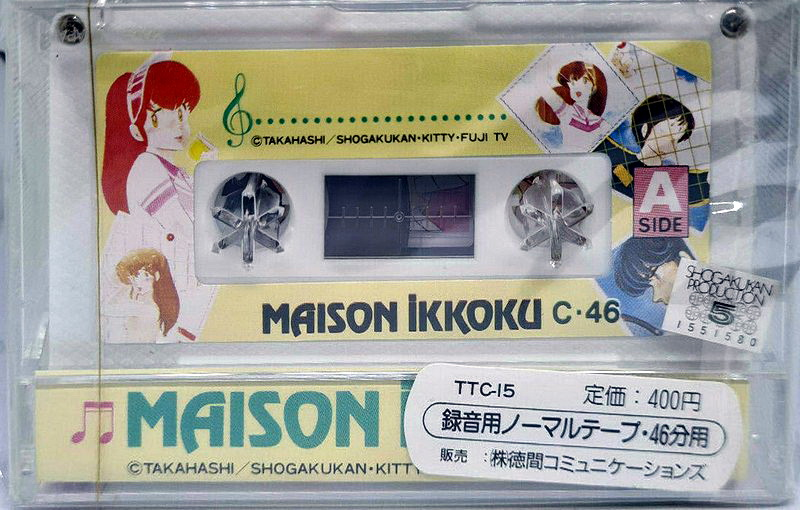 ©TAKAHASHI/SHOGAKUKAN・KITTY・FUJI TV
A
SIDE
MAISON İKKOKU C・46
SHOGAKUKAN
PRODUCTION
5
1551580
MAISON
©TAKAHASHI/SHOGAKUKAN・KITTY
TTC-15 定価：400円
録音用ノーマルテープ・46分用
販売：㈱徳間コミュニケーションズ